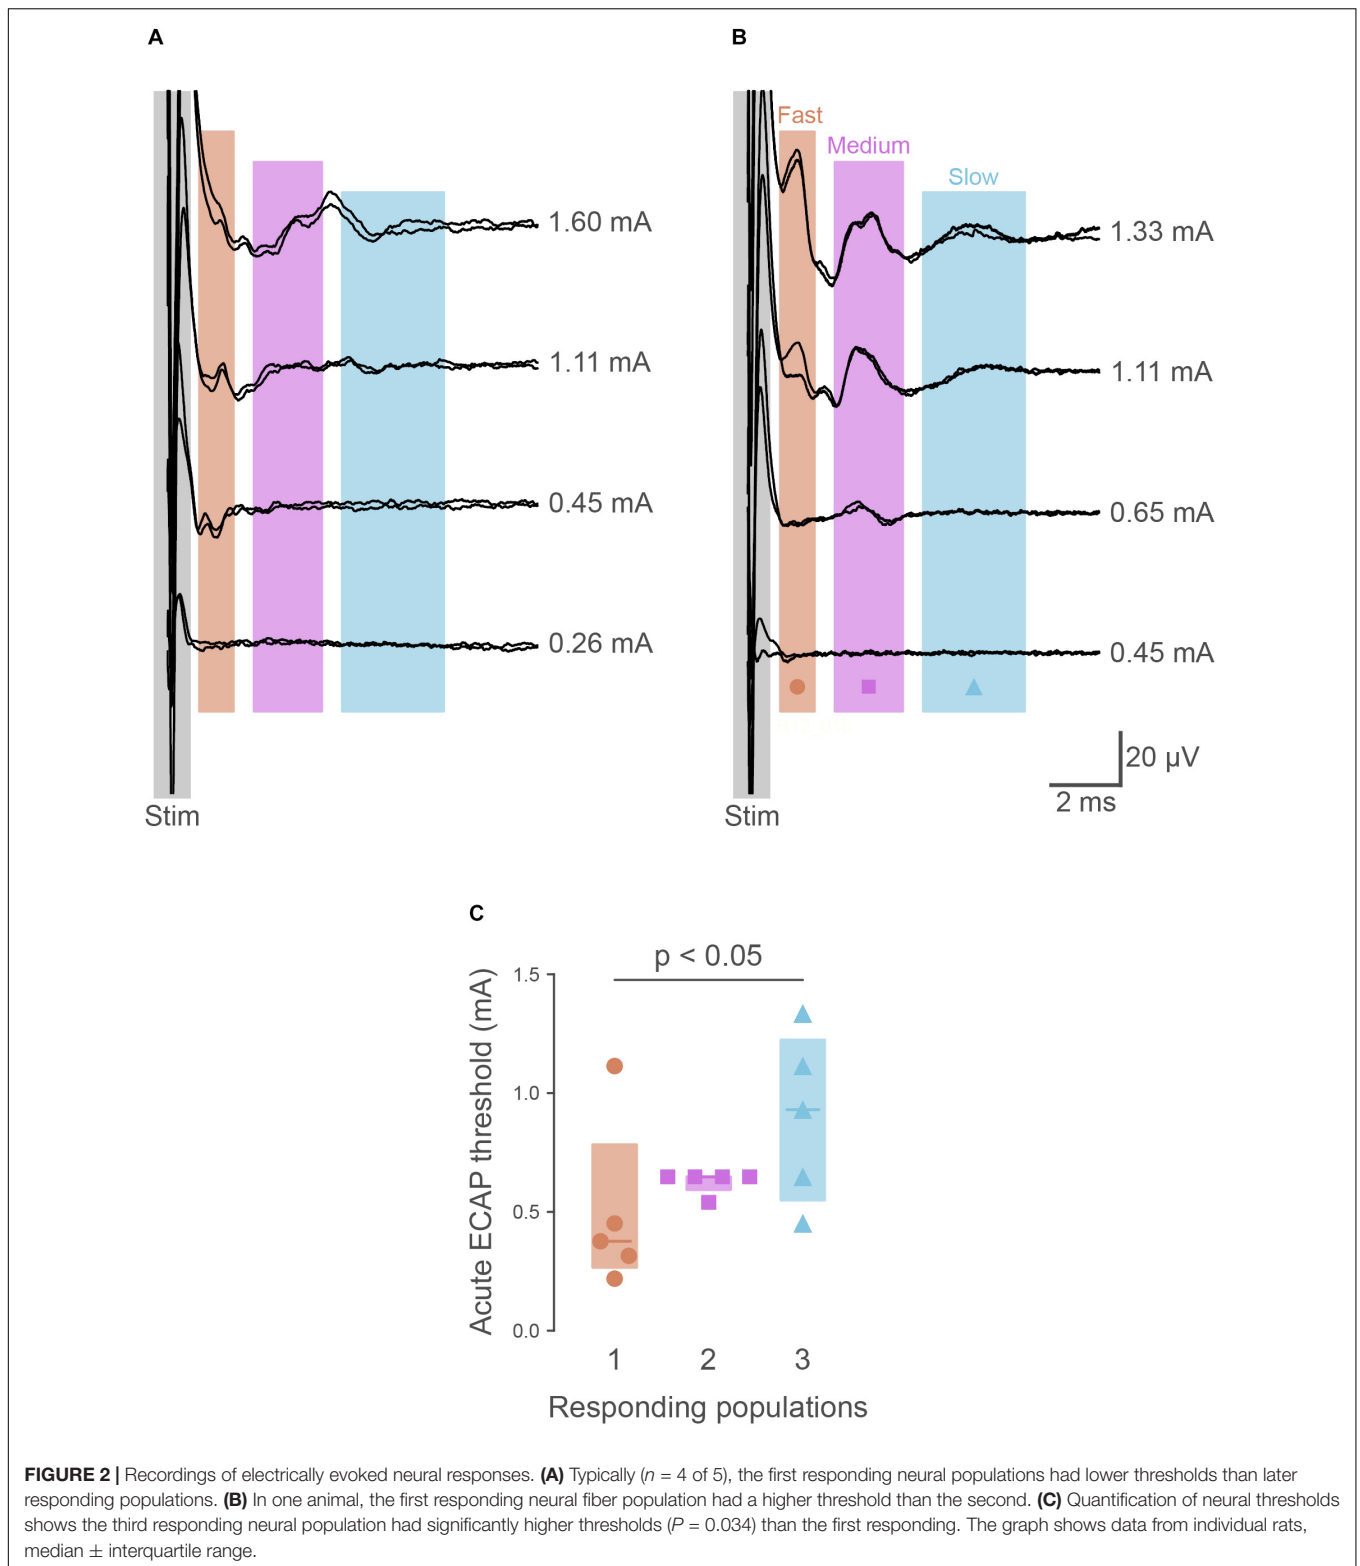 A
B
Fast
Medium
Slow
1.60 mA
1.33 mA
1.11 mA
1.11 mA
0.45 mA
0.65 mA
0.26 mA
0.45 mA
20 µV
2 ms
Stim
Stim
C
p < 0.05
Acute ECAP threshold (mA)
1.5
1.0
0.5
0.0
1 2 3
Responding populations
FIGURE 2 | Recordings of electrically evoked neural responses. (A) Typically (n = 4 of 5), the first responding neural populations had lower thresholds than later
responding populations. (B) In one animal, the first responding neural fiber population had a higher threshold than the second. (C) Quantification of neural thresholds
shows the third responding neural population had significantly higher thresholds (P = 0.034) than the first responding. The graph shows data from individual rats,
median ± interquartile range.